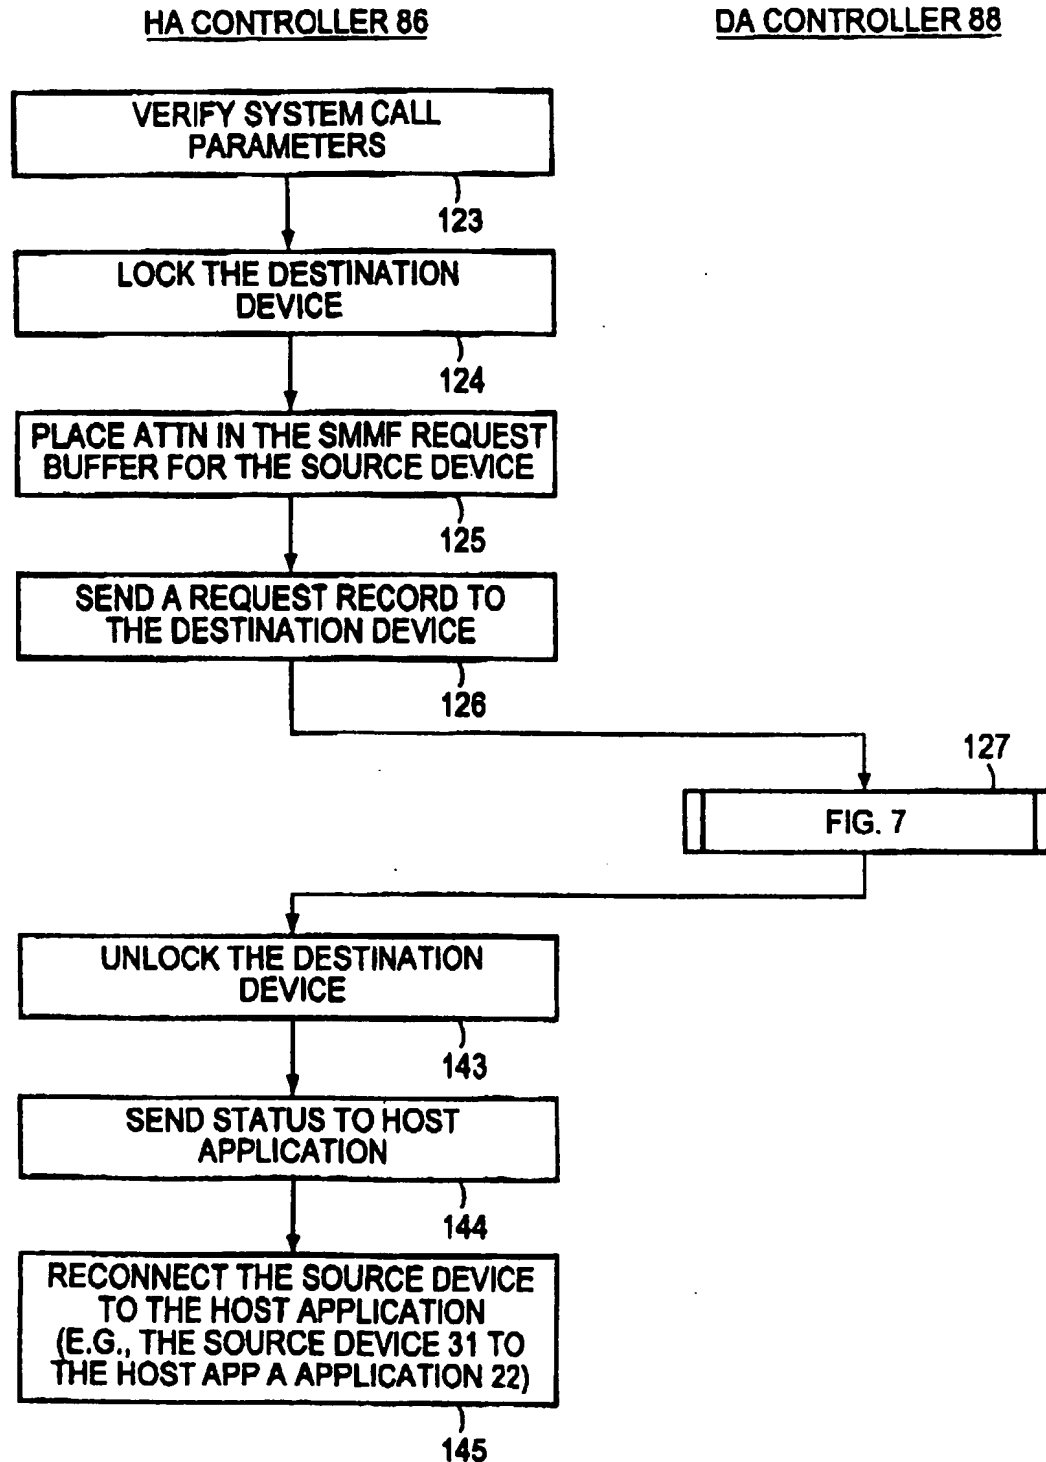 HA CONTROLLER 86
DA CONTROLLER 88
VERIFY SYSTEM CALL
PARAMETERS
123
LOCK THE DESTINATION
DEVICE
124
PLACE ATTN IN THE SMMF REQUEST
BUFFER FOR THE SOURCE DEVICE
125
SEND A REQUEST RECORD TO
THE DESTINATION DEVICE
126
127
FIG. 7
UNLOCK THE DESTINATION
DEVICE
143
SEND STATUS TO HOST
APPLICATION
144
RECONNECT THE SOURCE DEVICE
TO THE HOST APPLICATION
(E.G., THE SOURCE DEVICE 31 TO
THE HOST APP A APPLICATION 22)
145